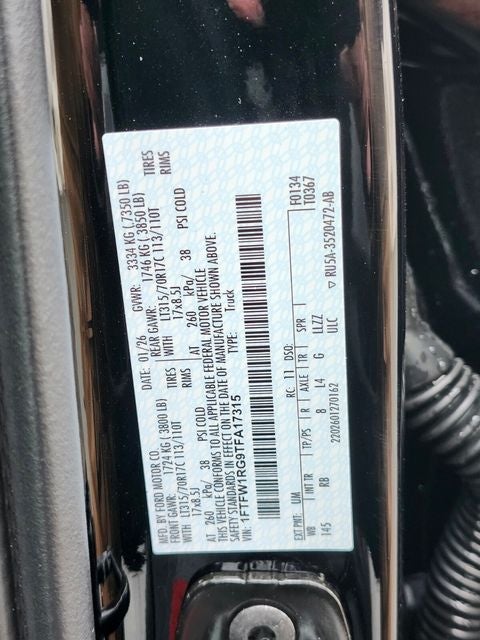 MFD. BY FORD MOTOR CO. DATE: 01/26 GVWR: 3334 KG ( 7350 LB)
FRONT GAWR: 1724 KG ( 3800 LB) REAR GAWR: 1746 KG ( 3850 LB)
WITH LT315/70R17C 113/110T TIRES WITH LT315/70R17C 113/110T TIRES
17x8.5J RIMS 17x8.5J RIMS
AT 260 kPa/ 38 PSI COLD AT 260 kPa/ 38 PSI COLD
THIS VEHICLE CONFORMS TO ALL APPLICABLE FEDERAL MOTOR VEHICLE
SAFETY STANDARDS IN EFFECT ON THE DATE OF MANUFACTURE SHOWN ABOVE.
VIN: 1FTFW1RG9TFA17315 TYPE: Truck
F0134
T0367
EXT PNT: UM RC: 11 DSO:
WB INT TR TP/PS R AXLE TR SPR
145 RB 8 L4 G LLZZ
ULC
2202601270162
▽ RU5A-3520472-AB